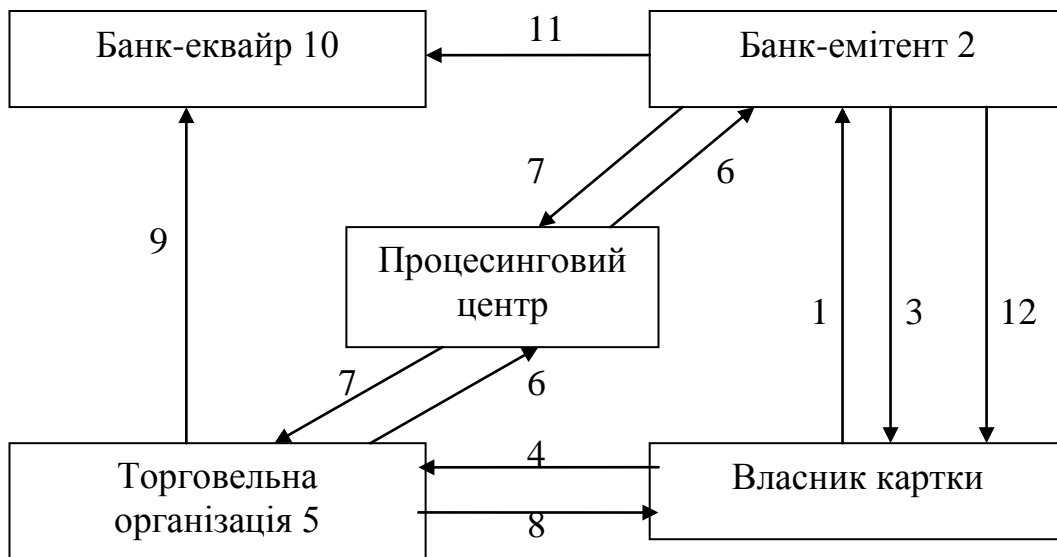 Банк-еквайр 10
11
Банк-емітент 2
7
6
9
Процесинговий
центр
1
3
12
7
6
4
Торговельна
організація 5
8
Власник картки